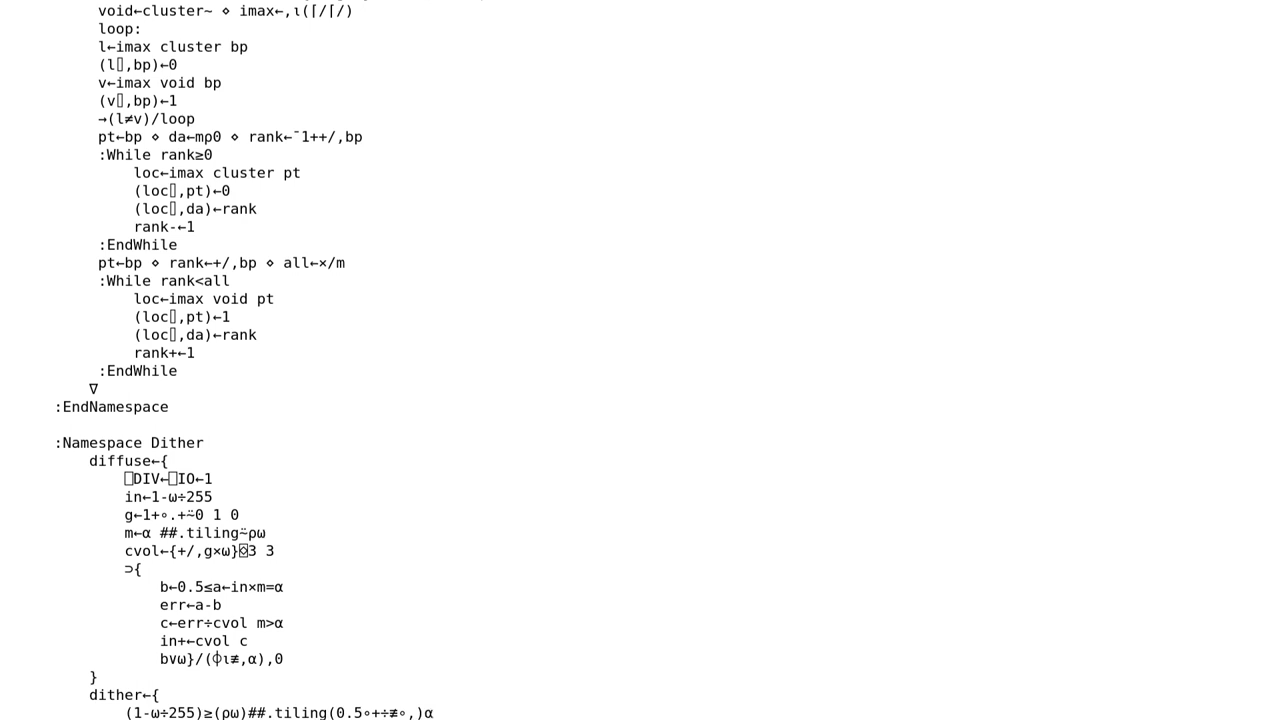 void←cluster~ ⋄ imax←,⍳(⌈/⌈/)
loop:
l←imax cluster bp
(l⌷,bp)←0
v←imax void bp
(v⌷,bp)←1
→(l≠v)/loop
pt←bp ⋄ da←m⍴0 ⋄ rank←¯1++/,bp
:While rank≥0
loc←imax cluster pt
(loc⌷,pt)←0
(loc⌷,da)←rank
rank-←1
:EndWhile
pt←bp ⋄ rank←+/,bp ⋄ all←×/m
:While rank<all
loc←imax void pt
(loc⌷,pt)←1
(loc⌷,da)←rank
rank+←1
:EndWhile
∇
:EndNamespace
:Namespace Dither
diffuse←{
⎕DIV←⎕IO←1
in←1-⍵÷255
g←1+∘.+⍨0 1 0
m←⍺ ##.tiling⍨⍴⍵
cvol←{+/,g×⍵}⌺3 3
⊃{
b←0.5≤a←in×m=⍺
err←a-b
c←err÷cvol m>⍺
in+←cvol c
b∨⍵}/(⌽⍳≢,⍺),0
}
dither←{
(1-⍵÷255)≥(⍴⍵)##.tiling(0.5∘+÷≢∘,)⍺